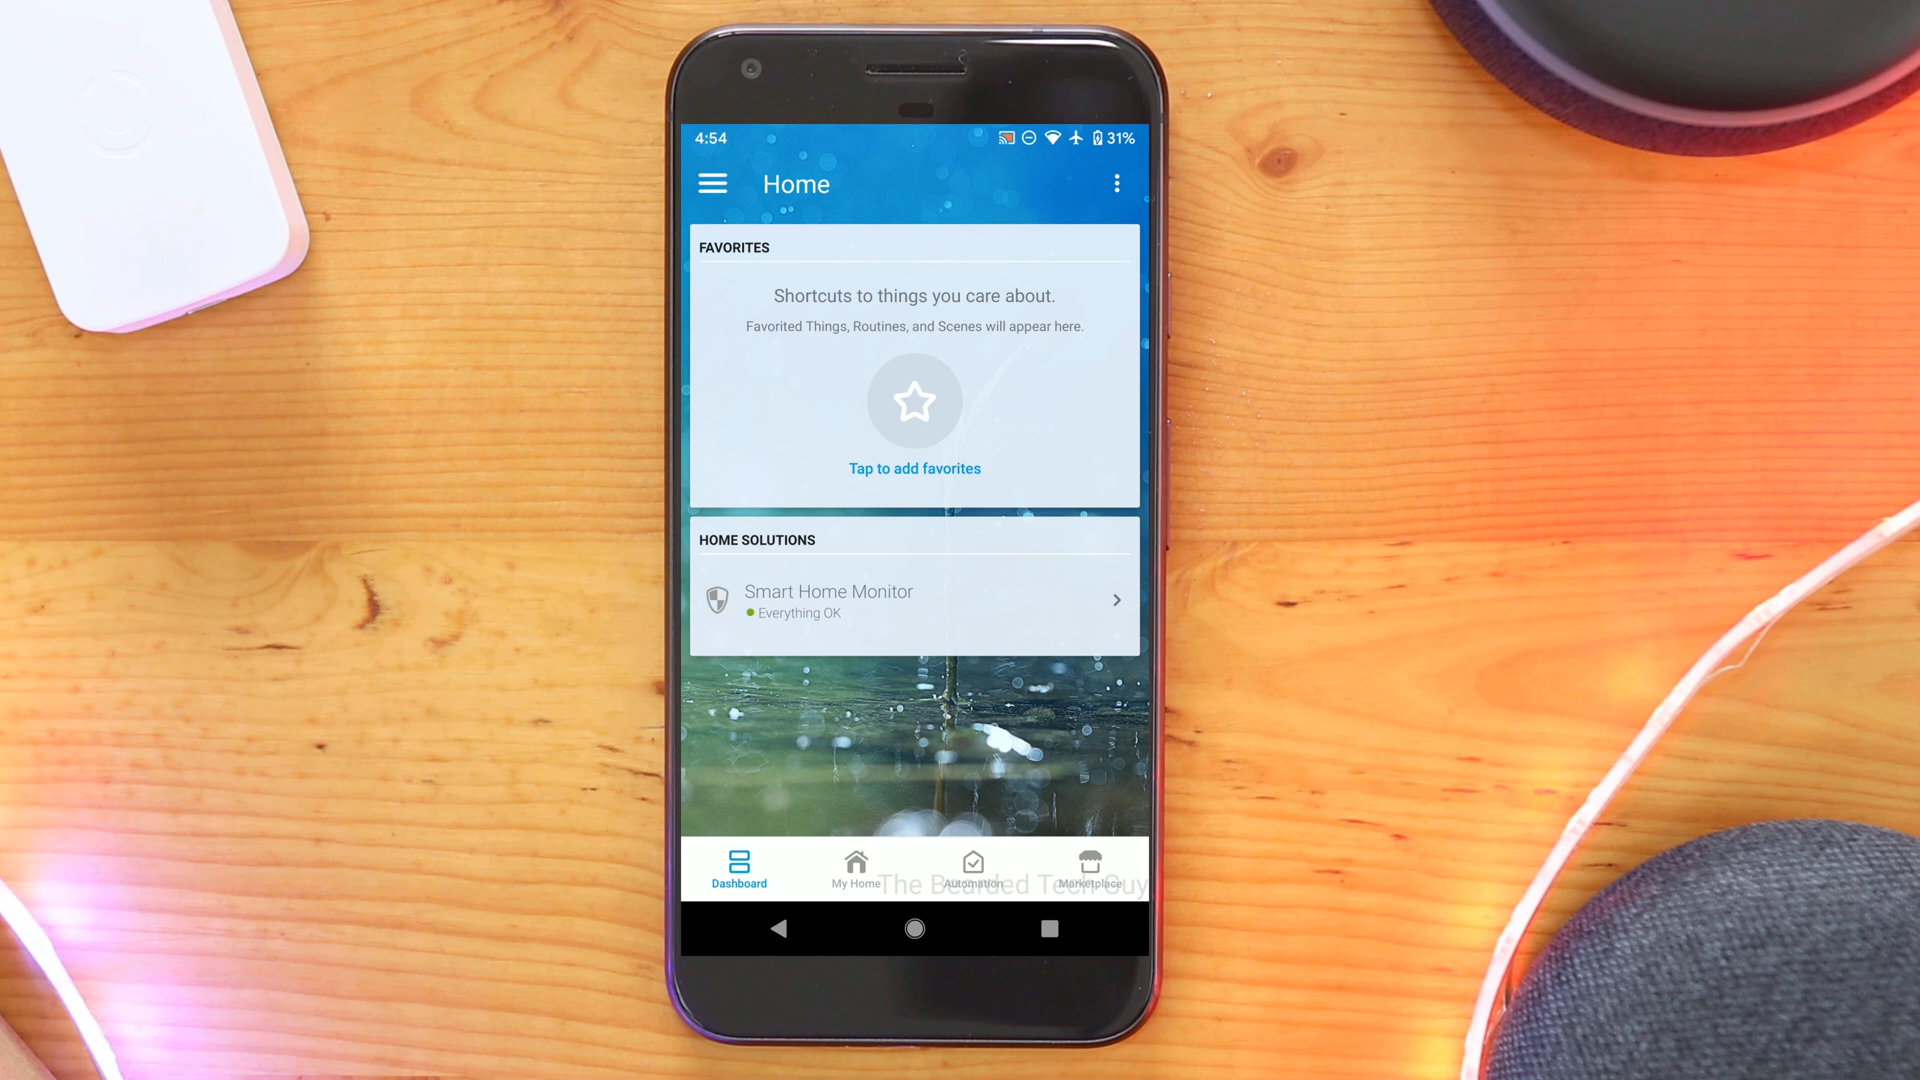 4:54
31%
Home
FAVORITES
Shortcuts to things you care about.
Favorited Things, Routines, and Scenes will appear here.
Tap to add favorites
HOME SOLUTIONS
Smart Home Monitor
Everything OK
Dashboard
My Home
Automation
Marketplace
The Bearded Tech Guy